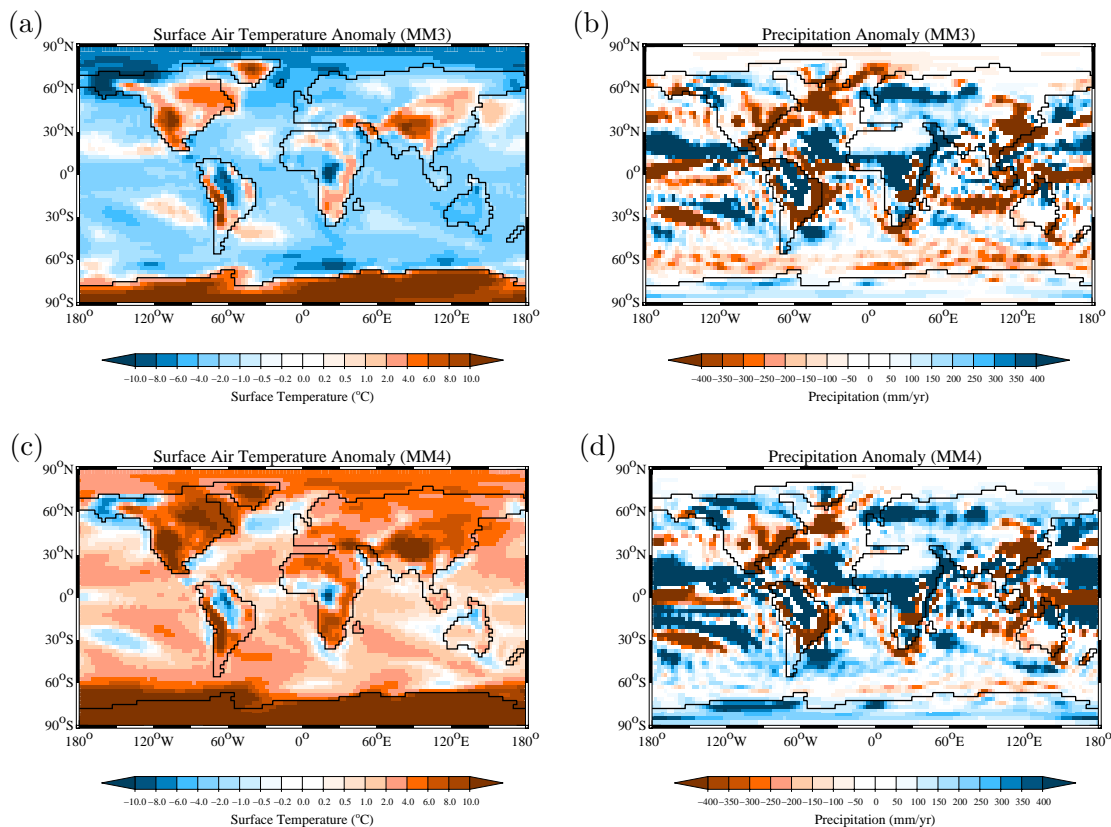 (a)
Surface Air Temperature Anomaly (MM3)
90°N
60°N
30°N
0°
30°S
60°S
90°S
180° 120°W 60°W 0° 60°E 120°E 180°
−10.0 −8.0 −6.0 −4.0 −2.0 −1.0 −0.5 −0.2 0.2 0.5 1.0 2.0 4.0 6.0 8.0 10.0
Surface Temperature (°C)
(b)
Precipitation Anomaly (MM3)
90°N
60°N
30°N
0°
30°S
60°S
90°S
180° 120°W 60°W 0° 60°E 120°E 180°
−400 −350 −300 −250 −200 −150 −100 −50 0 50 100 150 200 250 300 350 400
Precipitation (mm/yr)
(c)
Surface Air Temperature Anomaly (MM4)
90°N
60°N
30°N
0°
30°S
60°S
90°S
180° 120°W 60°W 0° 60°E 120°E 180°
−10.0 −8.0 −6.0 −4.0 −2.0 −1.0 −0.5 −0.2 0.2 0.5 1.0 2.0 4.0 6.0 8.0 10.0
Surface Temperature (°C)
(d)
Precipitation Anomaly (MM4)
90°N
60°N
30°N
0°
30°S
60°S
90°S
180° 120°W 60°W 0° 60°E 120°E 180°
−400 −350 −300 −250 −200 −150 −100 −50 0 50 100 150 200 250 300 350 400
Precipitation (mm/yr)